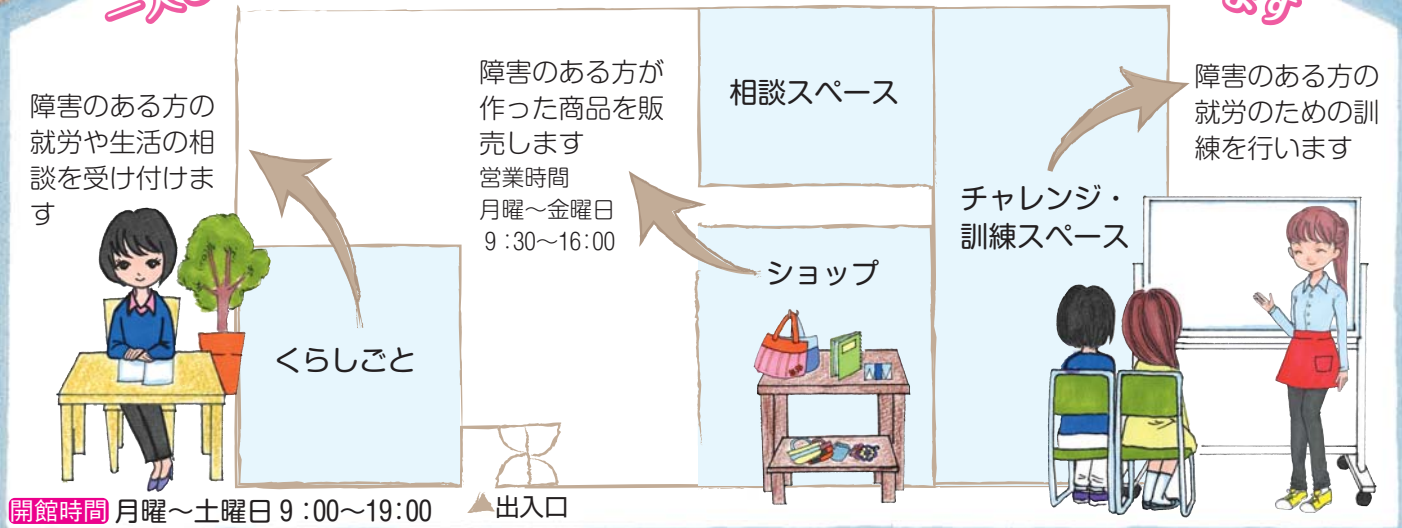 障害のある方の
就労や生活の相
談を受け付けま
す
くらしごと
障害のある方が
作った商品を販
売します
営業時間
月曜〜金曜日
9:30〜16:00
ショップ
相談スペース
チャレンジ・
訓練スペース
障害のある方の
就労のための訓
練を行います
開館時間 月曜〜土曜日 9:00〜19:00
▲出入口